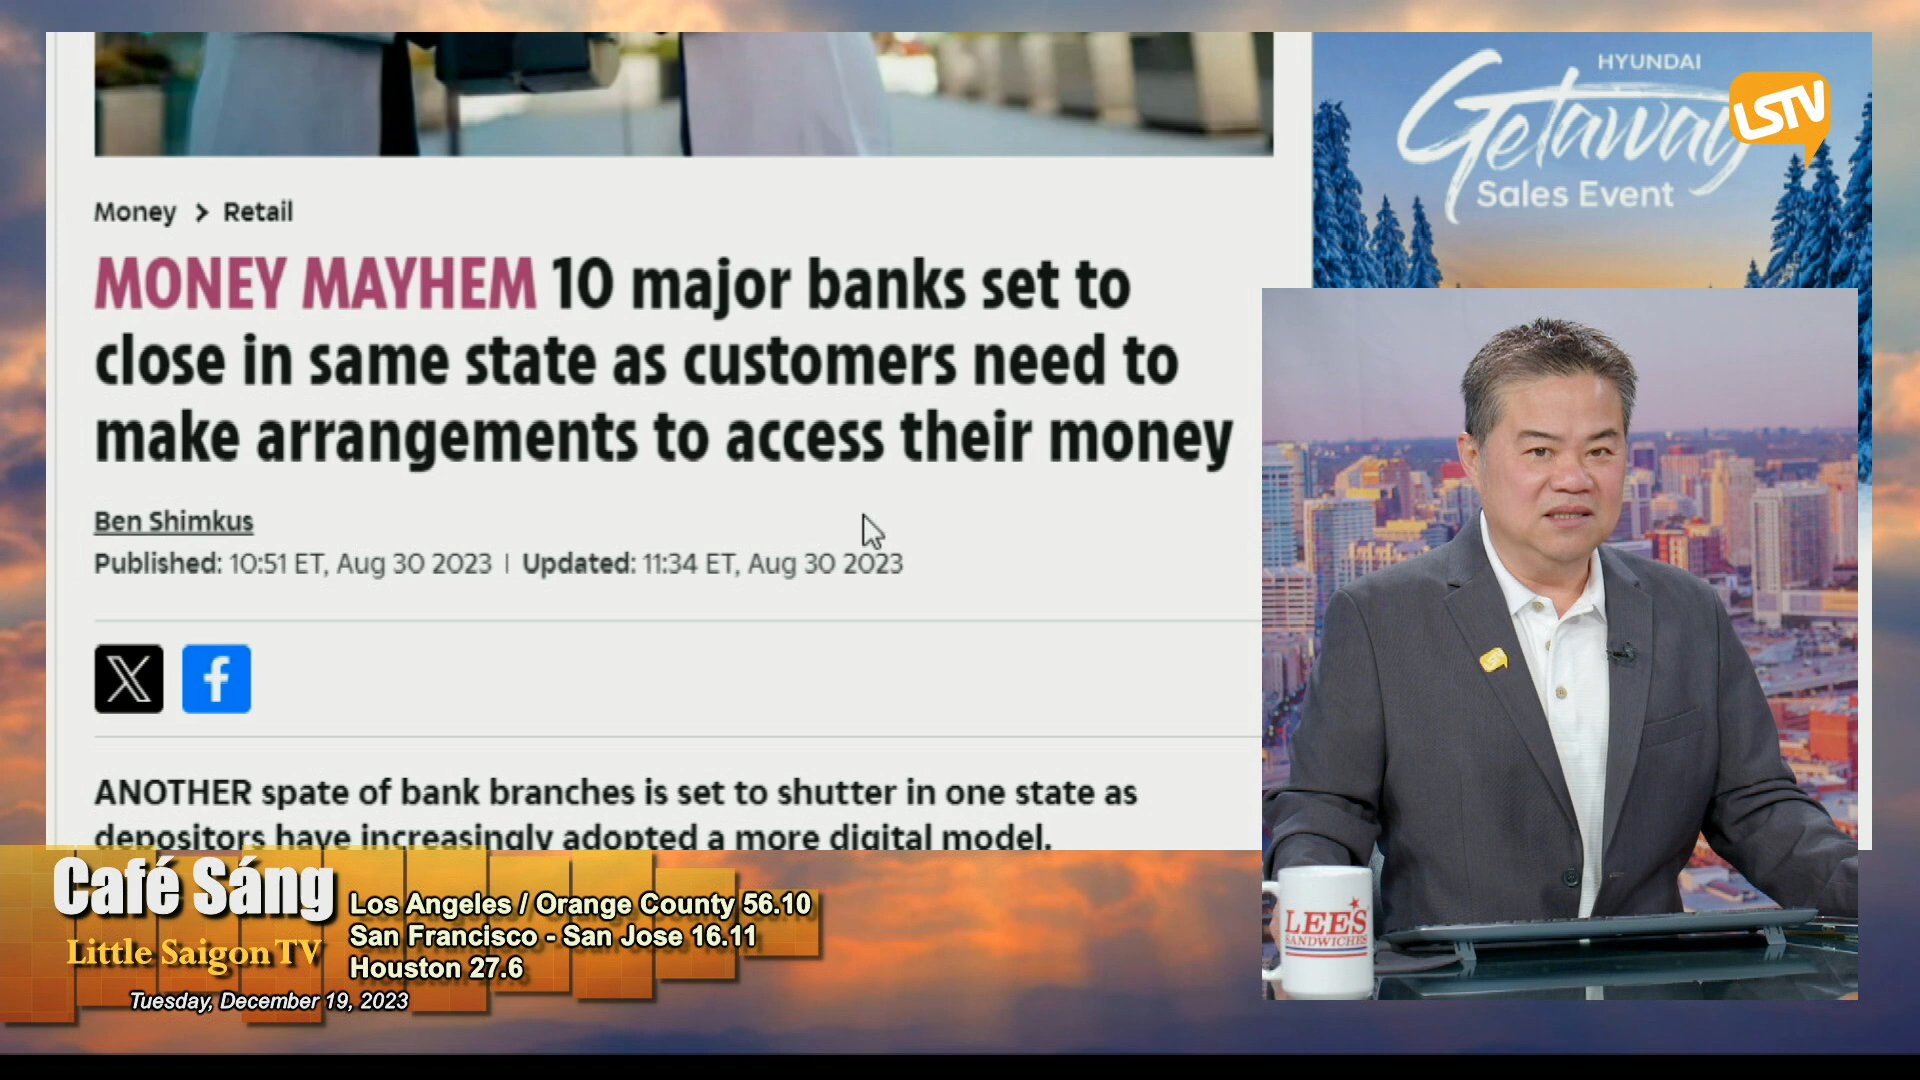 HYUNDAI
Getaway
Sales Event
LSTV
Money > Retail
MONEY MAYHEM 10 major banks set to
close in same state as customers need to
make arrangements to access their money
Ben Shimkus
Published: 10:51 ET, Aug 30 2023 | Updated: 11:34 ET, Aug 30 2023
X f
ANOTHER spate of bank branches is set to shutter in one state as
depositors have increasingly adopted a more digital model.
LSTV
LEE'S
SANDWICHES
Café Sáng
Little Saigon TV
Los Angeles / Orange County 56.10
San Francisco - San Jose 16.11
Houston 27.6
Tuesday, December 19, 2023